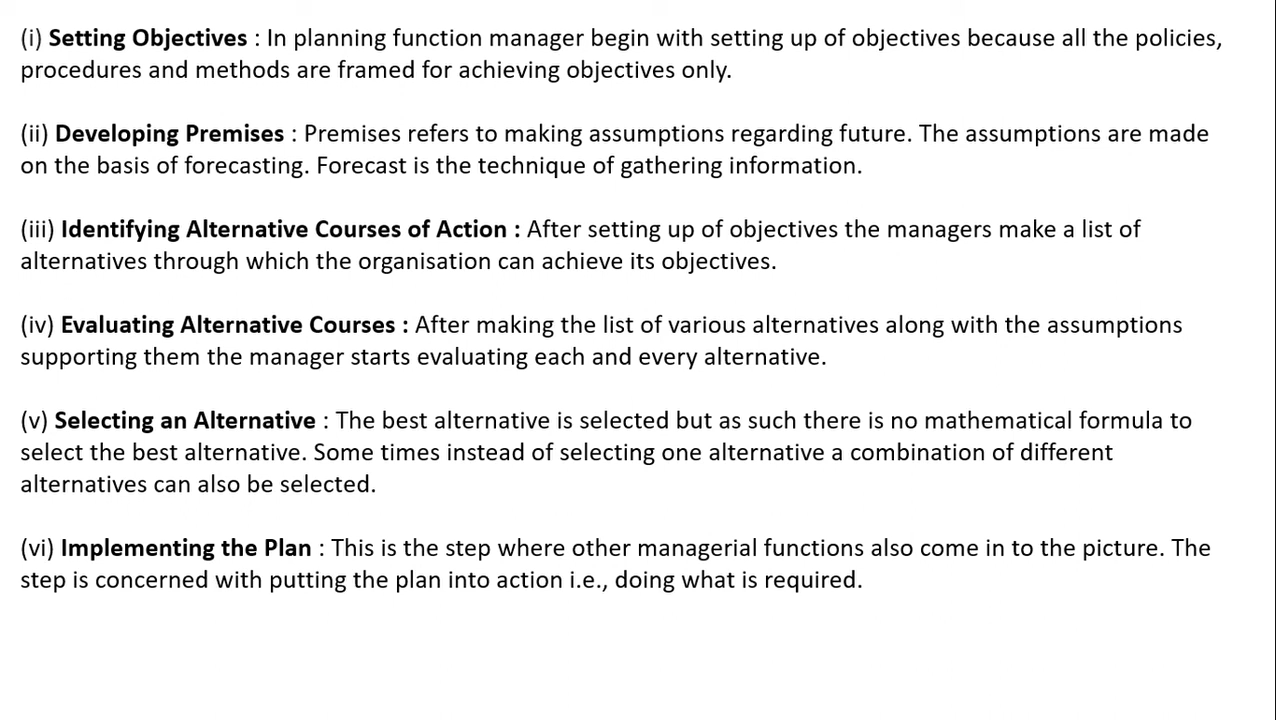 (i) Setting Objectives : In planning function manager begin with setting up of objectives because all the policies,
procedures and methods are framed for achieving objectives only.
(ii) Developing Premises : Premises refers to making assumptions regarding future. The assumptions are made
on the basis of forecasting. Forecast is the technique of gathering information.
(iii) Identifying Alternative Courses of Action : After setting up of objectives the managers make a list of
alternatives through which the organisation can achieve its objectives.
(iv) Evaluating Alternative Courses : After making the list of various alternatives along with the assumptions
supporting them the manager starts evaluating each and every alternative.
(v) Selecting an Alternative : The best alternative is selected but as such there is no mathematical formula to
select the best alternative. Some times instead of selecting one alternative a combination of different
alternatives can also be selected.
(vi) Implementing the Plan : This is the step where other managerial functions also come in to the picture. The
step is concerned with putting the plan into action i.e., doing what is required.